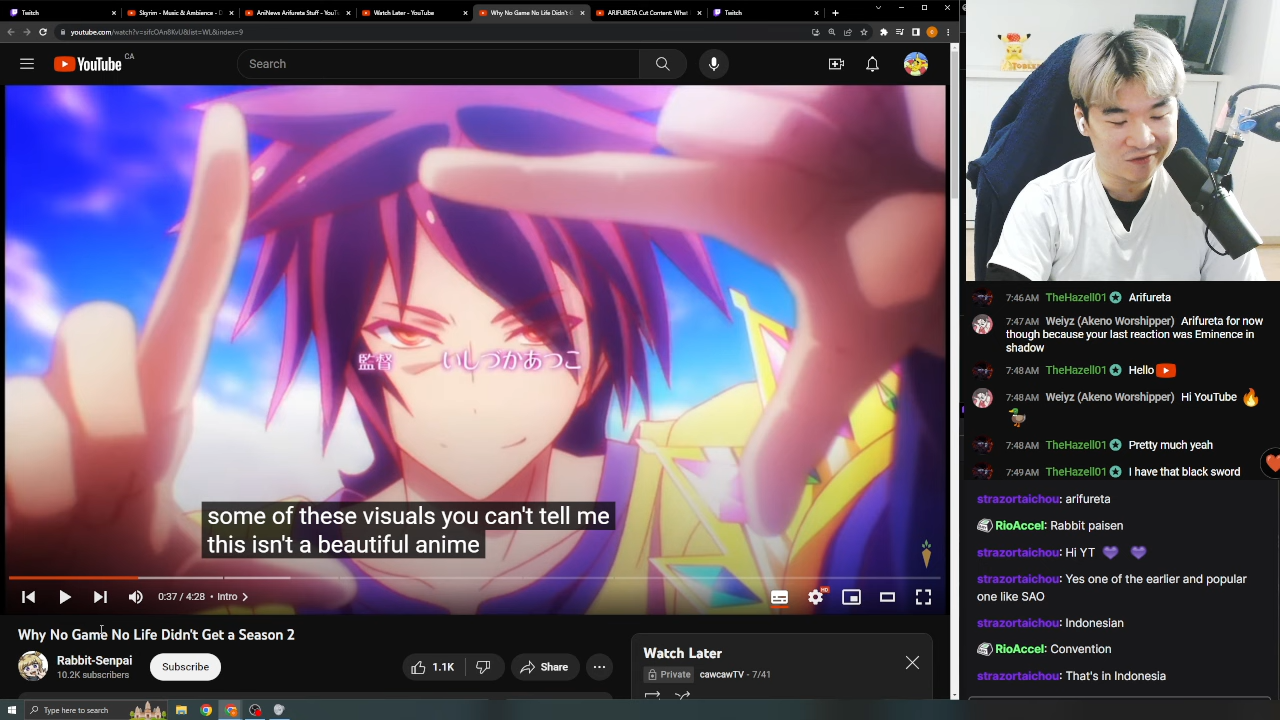 Twitch
Slgrim - Music & Ambience - D
AniNews Arifureta Stuff - YouT
Watch Later - YouTube
Why No Game No Life Didn't G
ARIFURETA Cut Content: What
Twitch
youtube.com/watch?v=sifcOAn8KvU&list=WL&index=9
YouTube CA
Search
監督 いしづかあつこ
some of these visuals you can't tell me
this isn't a beautiful anime
0:37 / 4:28 • Intro
HD
Why No Game No Life Didn't Get a Season 2
Rabbit-Senpai
10.2K subscribers
Subscribe
1.1K
Share
Watch Later
Private cawcawTV - 7/41
Type here to search
7:46 AM TheHazell01 Arifureta
7:47 AM Weiyz (Akeno Worshipper) Arifureta for now
though because your last reaction was Eminence in
shadow
7:48 AM TheHazell01 Hello
7:48 AM Weiyz (Akeno Worshipper) Hi YouTube
7:48 AM TheHazell01 Pretty much yeah
7:49 AM TheHazell01 I have that black sword
strazortaichou: arifureta
RioAccel: Rabbit paisen
strazortaichou: Hi YT
strazortaichou: Yes one of the earlier and popular
one like SAO
strazortaichou: Indonesian
RioAccel: Convention
strazortaichou: That's in Indonesia